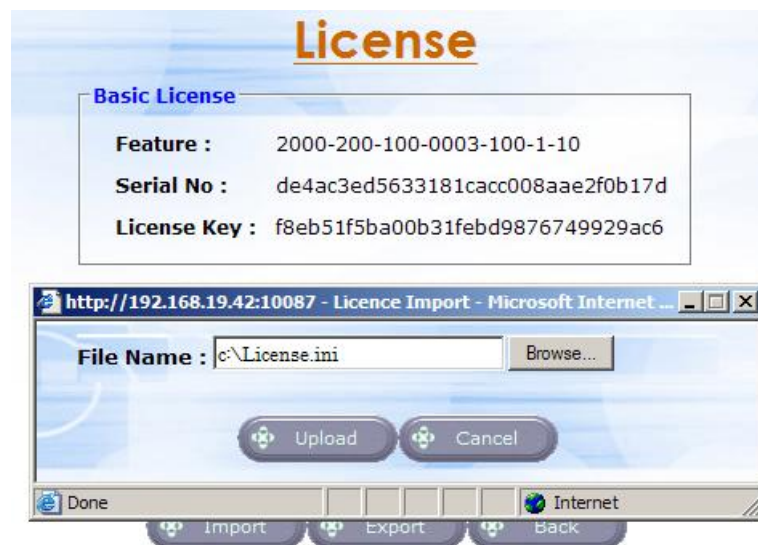 License
Basic License
Feature : 2000-200-100-0003-100-1-10
Serial No : de4ac3ed5633181cacc008aae2f0b17d
License Key : f8eb51f5ba00b31febd9876749929ac6
http://192.168.19.42:10087 - Licence Import - Microsoft Internet ...
File Name : c:\License.ini Browse...
Upload Cancel
Done Internet
Import Export Back